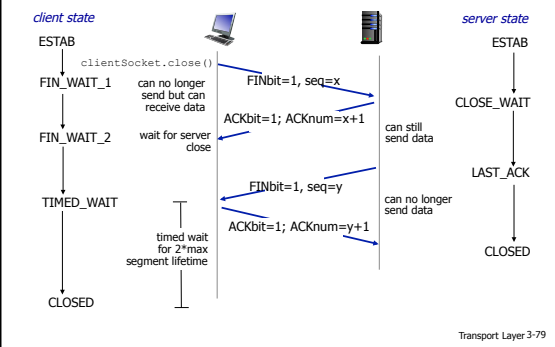 client state
server state
ESTAB
ESTAB
clientSocket.close()
FIN_WAIT_1
can no longer
send but can
receive data
FINbit=1, seq=x
CLOSE_WAIT
ACKbit=1; ACKnum=x+1
FIN_WAIT_2
wait for server
close
can still
send data
LAST_ACK
FINbit=1, seq=y
TIMED_WAIT
can no longer
send data
ACKbit=1; ACKnum=y+1
timed wait
for 2*max
segment lifetime
CLOSED
CLOSED
Transport Layer 3-79